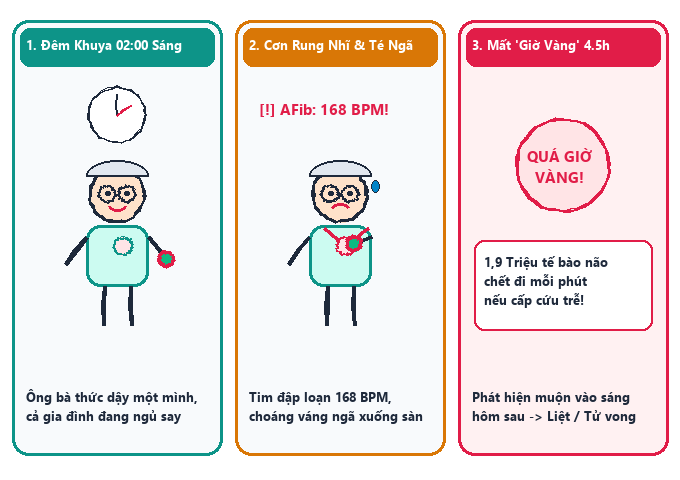 1. Đêm Khuya 02:00 Sáng
Ông bà thức dậy một mình,
cả gia đình đang ngủ say
2. Cơn Rung Nhĩ & Té Ngã
[!] AFib: 168 BPM!
Tim đập loạn 168 BPM,
choáng váng ngã xuống sàn
3. Mất 'Giờ Vàng' 4.5h
QUÁ GIỜ
VÀNG!
1,9 Triệu tế bào não
chết đi mỗi phút
nếu cấp cứu trễ!
Phát hiện muộn vào sáng
hôm sau -> Liệt / Tử vong